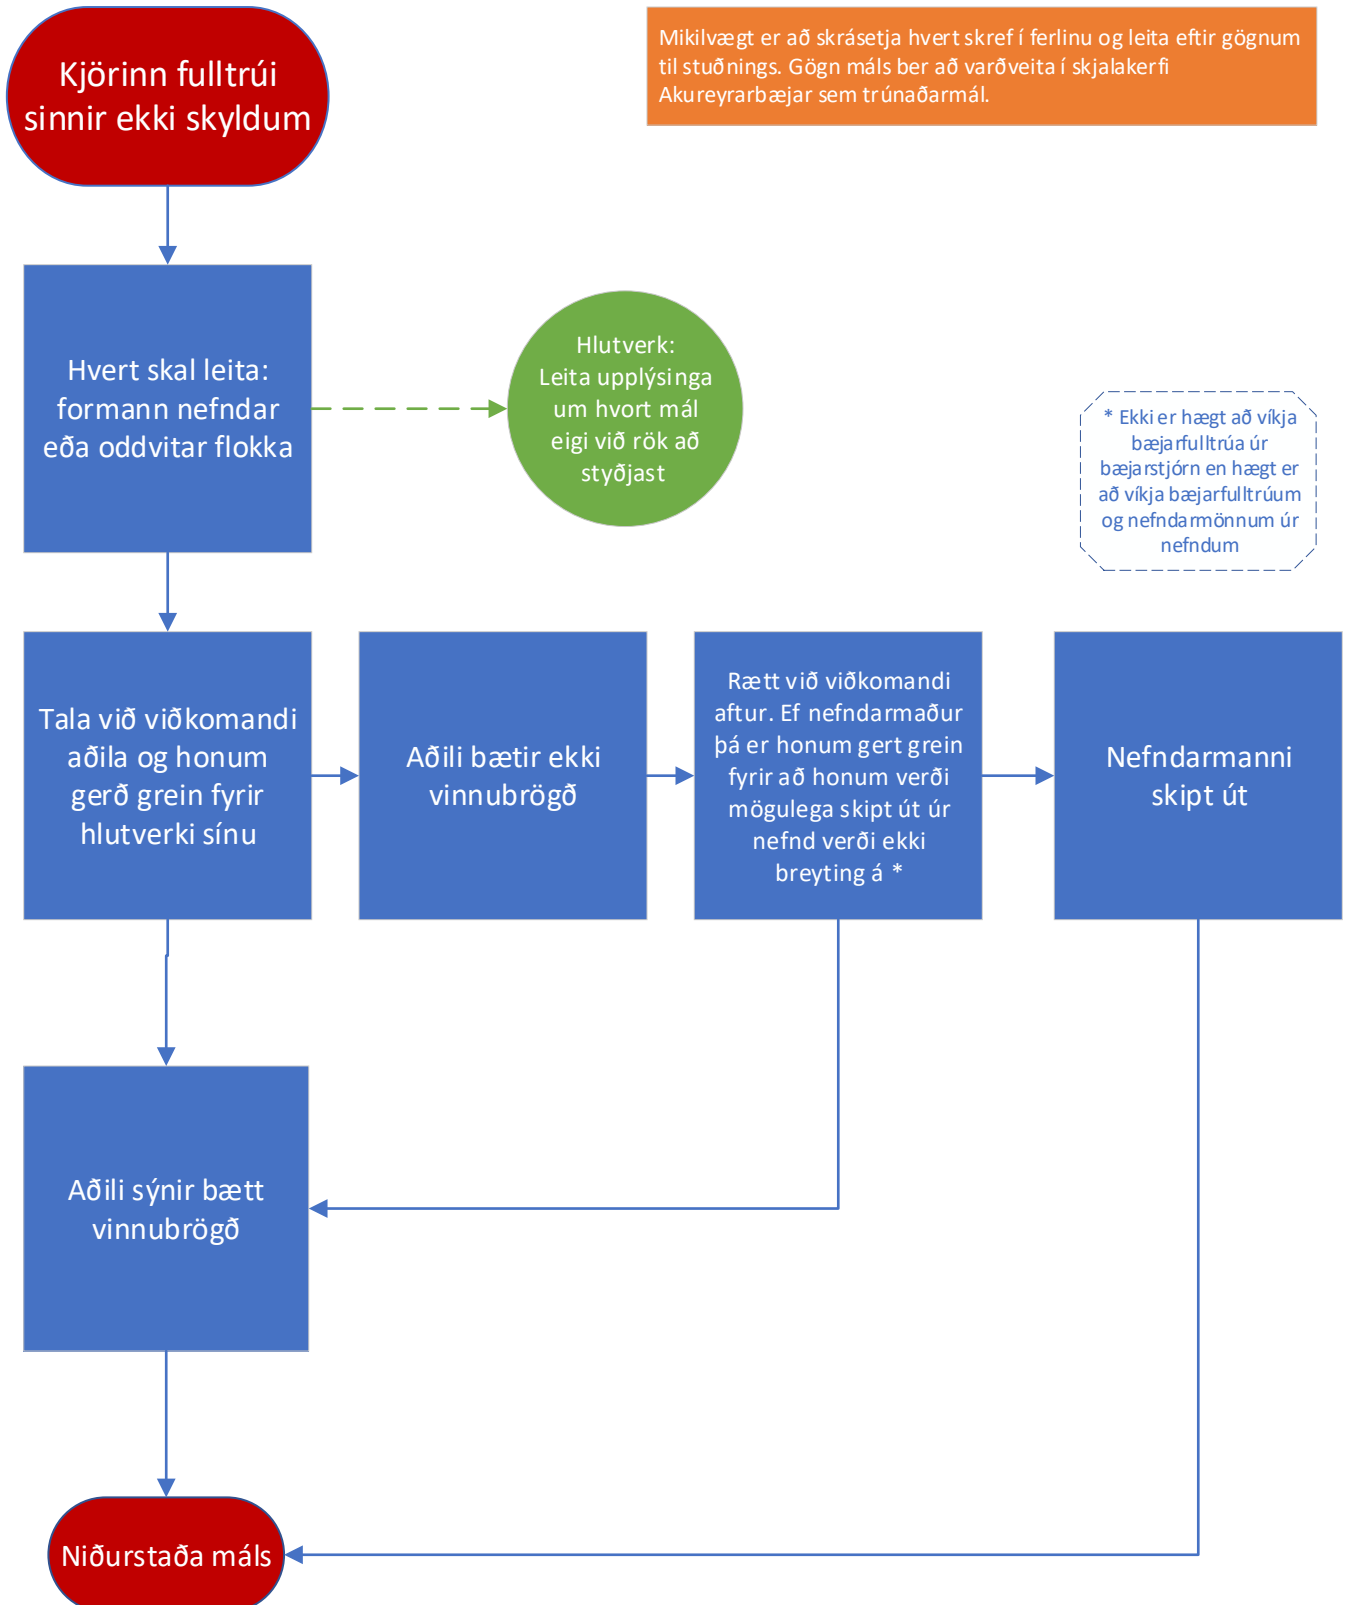 Kjörinn fulltrúi
sinnir ekki skyldum
Mikilvægt er að skrásetja hvert skref í ferlinu og leita eftir gögnum
til stuðnings. Gögn máls ber að varðveita í skjalakerfi
Akureyrarbæjar sem trúnaðarmál.
Hvert skal leita:
formann nefndar
eða oddvitar flokka
Hlutverk:
Leita upplýsinga
um hvort mál
eigi við rök að
styðjast
* Ekki er hægt að víkja
bæjarfulltrúa úr
bæjarstjórn en hægt er
að víkja bæjarfulltrúum
og nefndarmönnum úr
nefndum
Tala við viðkomandi
aðila og honum
gerð grein fyrir
hlutverki sínu
Aðili bætir ekki
vinnubrögð
Rætt við viðkomandi
aftur. Ef nefndarmaður
þá er honum gert grein
fyrir að honum verði
mögulega skipt út úr
nefnd verði ekki
breyting á *
Nefndarmanni
skipt út
Aðili sýnir bætt
vinnubrögð
Niðurstaða máls